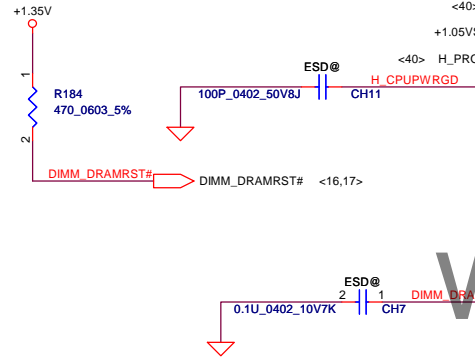 +1.35V
<40>
+1.05VS
<40> H_PRO
ESD@
H_CPUPWRGD
100P_0402_50V8J
CH11
1
R184
470_0603_5%
2
DIMM_DRAMRST#
DIMM_DRAMRST# <16,17>
ESD@
2 1
DIMM_DRA
0.1U_0402_10V7K
CH7